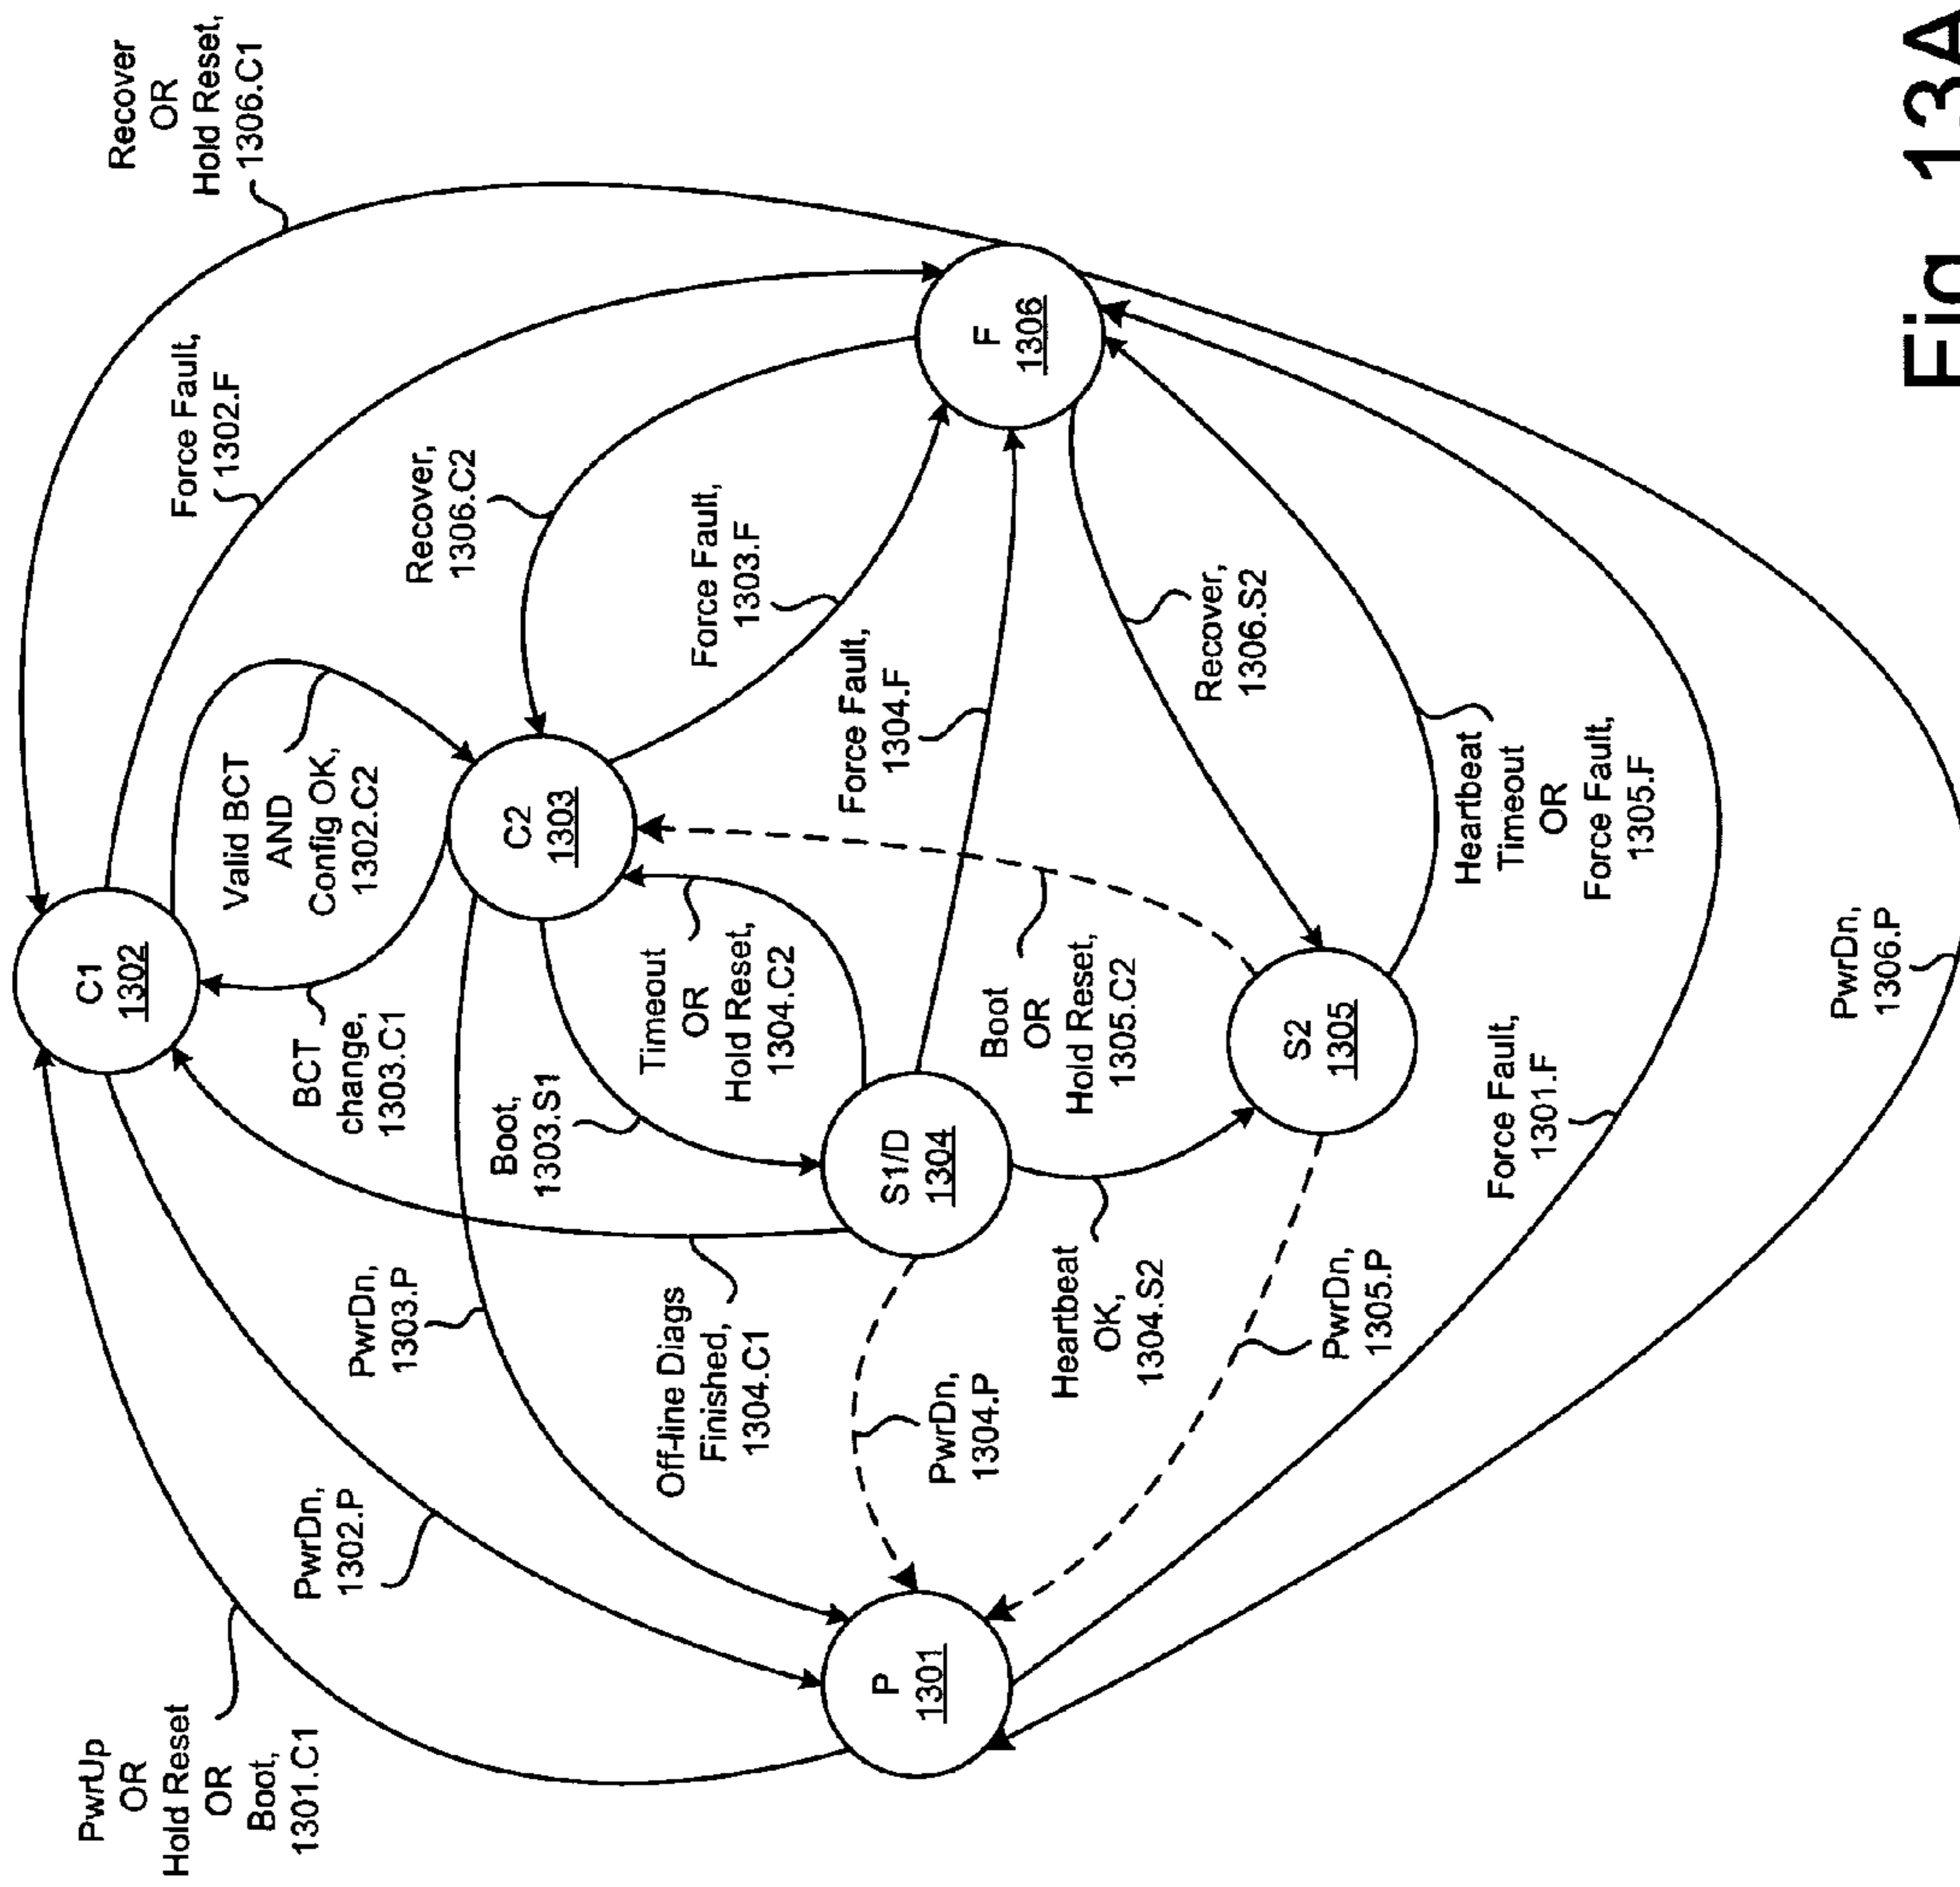 PwrUp
OR
Hold Reset
OR
Boot,
1301.C1
PwrDn,
1302.P
PwrDn,
1303.P
C1
1302
BCT
change,
1303.C1
Valid BCT
AND
Config OK,
1302.C2
Force Fault,
1302.F
Recover
OR
Hold Reset,
1306.C1
Recover,
1306.C2
C2
1303
Boot,
1303.S1
Timeout
OR
Hold Reset,
1304.C2
Force Fault,
1303.F
Off-line Diags
Finished,
1304.C1
P
1301
PwrDn,
1304.P
S1/D
1304
Force Fault,
1304.F
F
1306
Heartbeat
OK,
1304.S2
Boot
OR
Hold Reset,
1305.C2
Recover,
1306.S2
PwrDn,
1305.P
S2
1305
Heartbeat
Timeout
OR
Force Fault,
1305.F
Force Fault,
1301.F
PwrDn,
1306.P
Fig. 13A